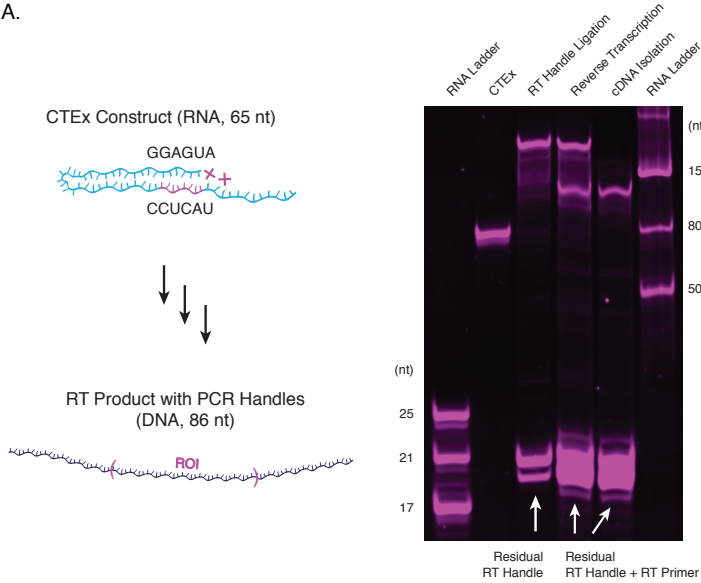 A.
RNA Ladder
CTEx
RT Handle Ligation
Reverse Transcription
cDNA Isolation
RNA Ladder
CTEx Construct (RNA, 65 nt)
GGAGUA
CCUCAU
RT Product with PCR Handles
(DNA, 86 nt)
ROI
(nt)
25
21
17
(nt
15
80
50
Residual
RT Handle
Residual
RT Handle + RT Primer